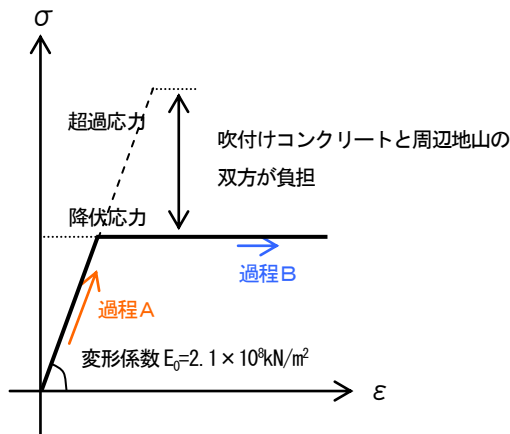 σ
超過応力
吹付けコンクリートと周辺地山の
双方が負担
降伏応力
過程B
過程A
変形係数 E₀=2.1×10⁸kN/m²
ε